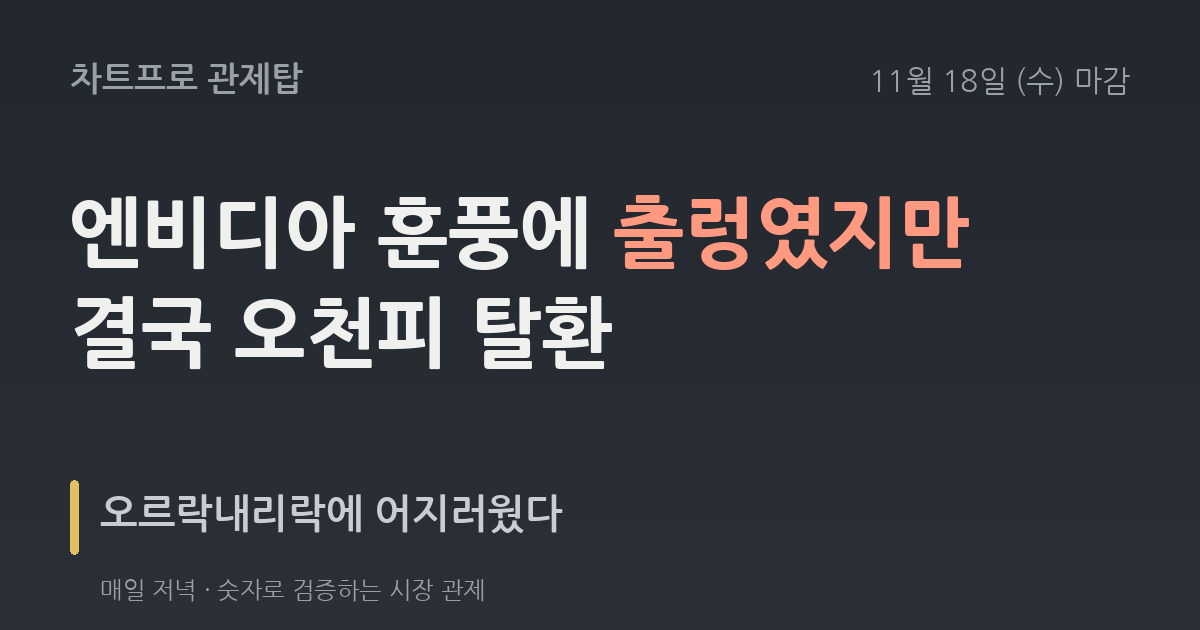 차트프로 관제탑
11월 18일 (수) 마감
엔비디아 훈풍에 출렁였지만
결국 오천피 탈환
오르락내리락에 어지러웠다
매일 저녁 · 숫자로 검증하는 시장 관제